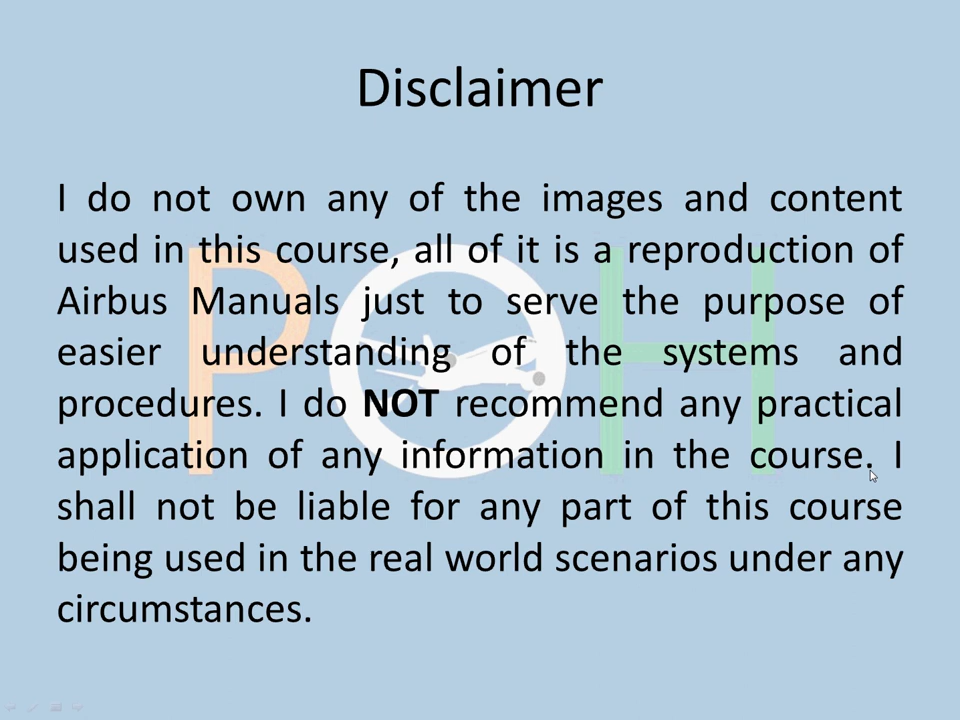 Disclaimer
I do not own any of the images and content
used in this course, all of it is a reproduction of
Airbus Manuals just to serve the purpose of
easier understanding of the systems and
procedures. I do NOT recommend any practical
application of any information in the course. I
shall not be liable for any part of this course
being used in the real world scenarios under any
circumstances.
POH